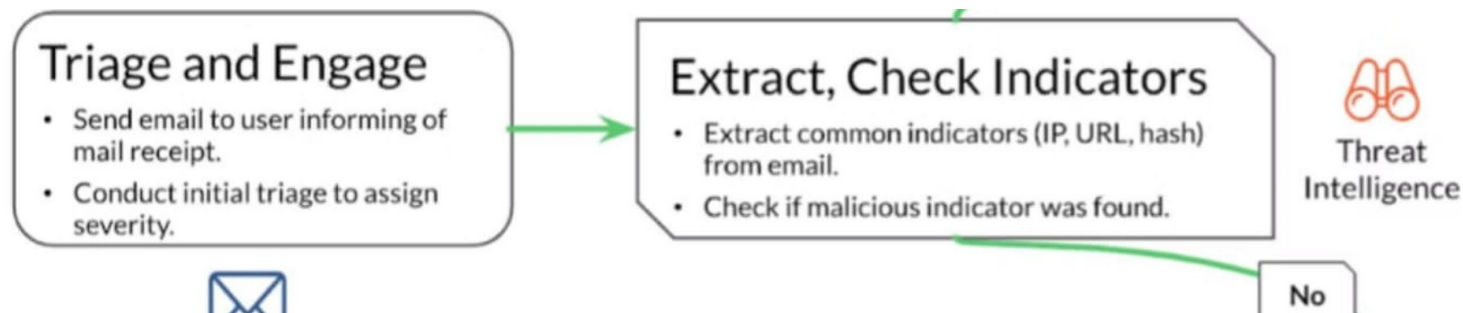 Triage and Engage
• Send email to user informing of
mail receipt.
• Conduct initial triage to assign
severity.
Extract, Check Indicators
• Extract common indicators (IP, URL, hash)
from email.
• Check if malicious indicator was found.
Threat
Intelligence
No